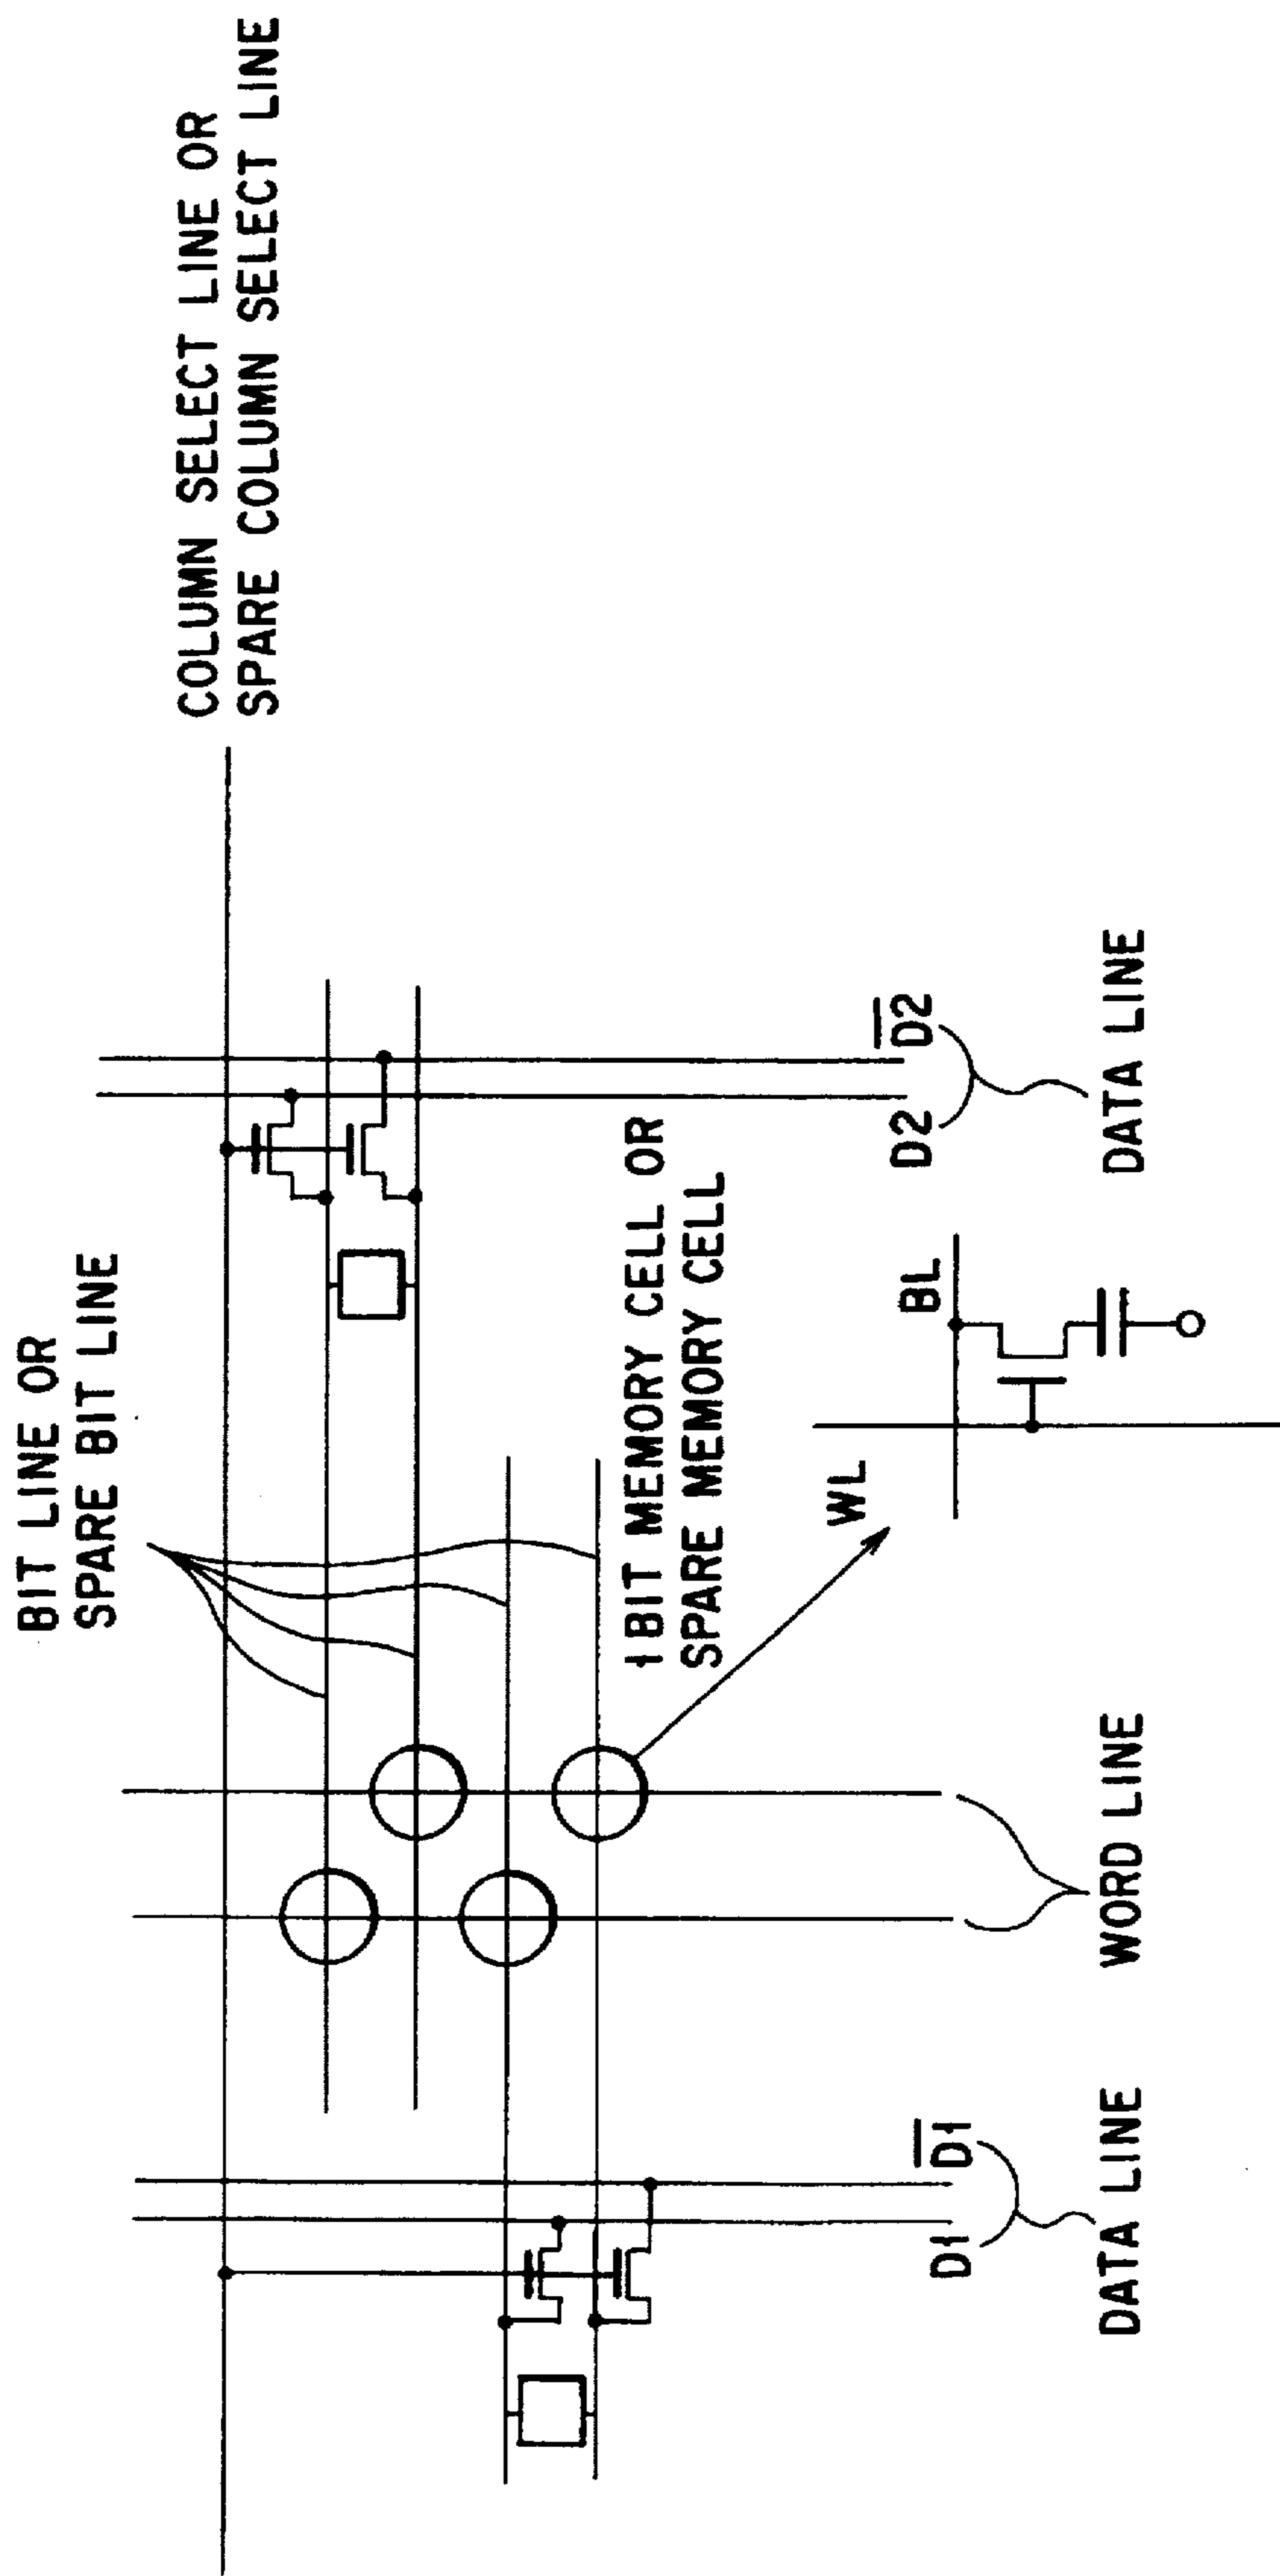 COLUMN SELECT LINE OR
SPARE COLUMN SELECT LINE
BIT LINE OR
SPARE BIT LINE
1 BIT MEMORY CELL OR
SPARE MEMORY CELL
WL
BL
D1
D1̅
DATA LINE
WORD LINE
D2
D2̅
DATA LINE